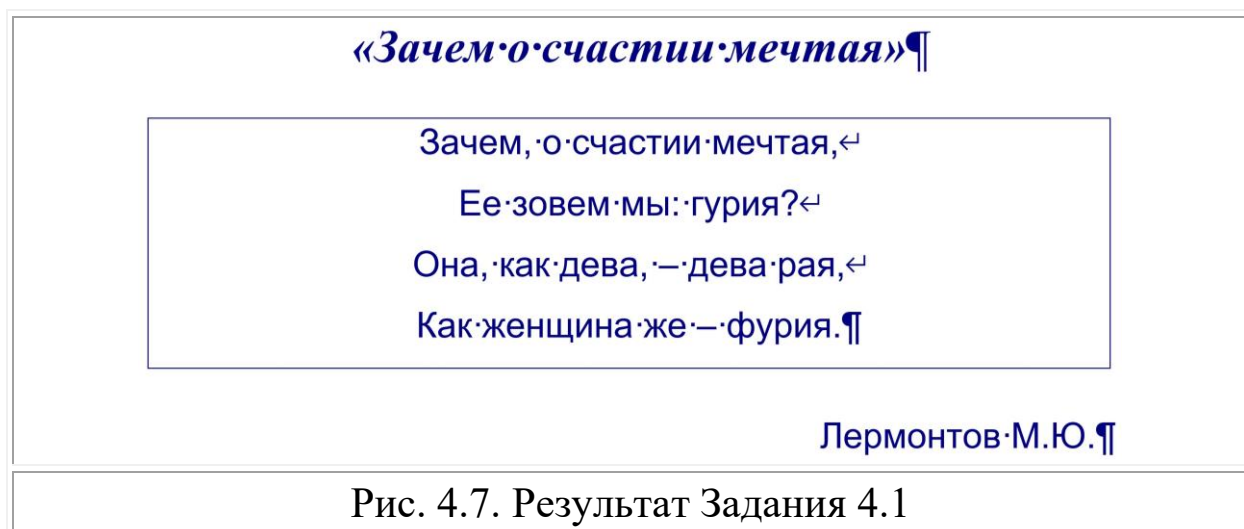 «Зачем·о·счастии·мечтая»¶
Зачем,·о·счастии·мечтая,↵
Ее·зовем·мы:·гурия?↵
Она,·как·дева,·–·дева·рая,↵
Как·женщина·же·–·фурия.¶
Лермонтов·М.Ю.¶
Рис. 4.7. Результат Задания 4.1